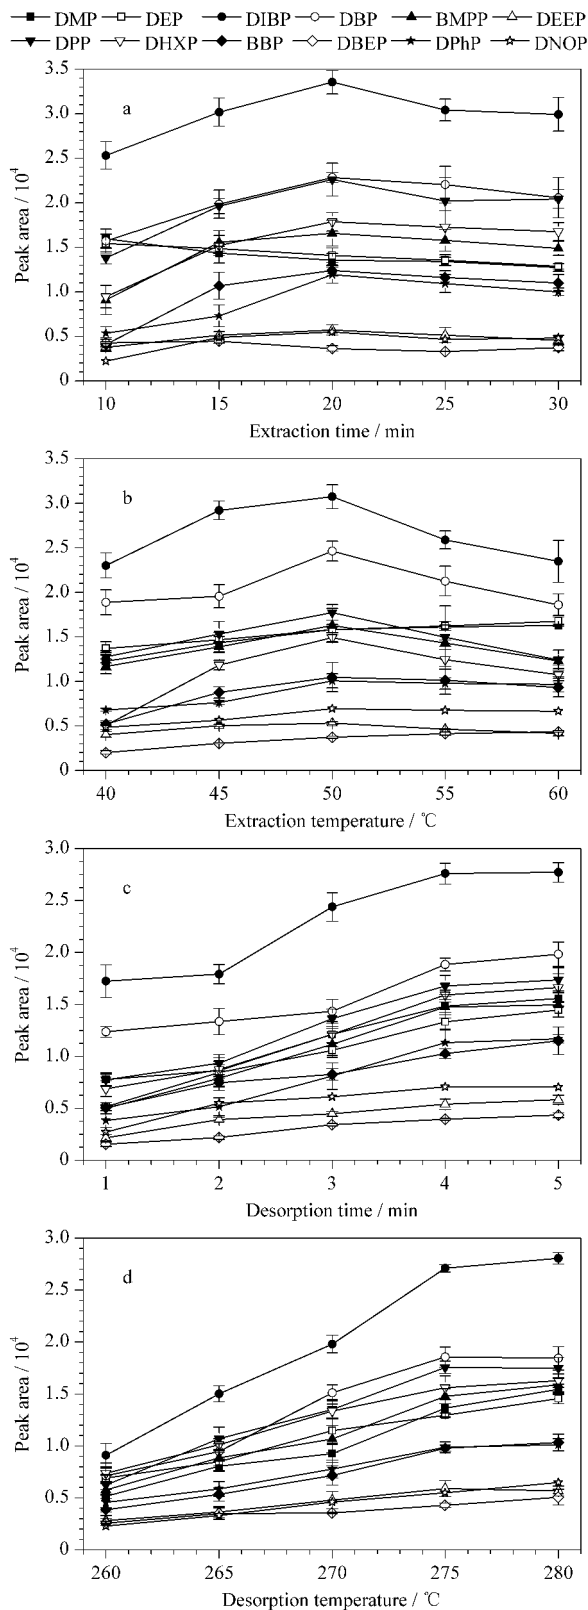 DMP DEP DIBP DBP BMPP DEEP
DPP DHXP BBP DBEP DPhP DNOP
a
3.5
3.0
2.5
2.0
1.5
1.0
0.5
0
Peak area / 10⁴
10 15 20 25 30
Extraction time / min
b
3.5
3.0
2.5
2.0
1.5
1.0
0.5
0
Peak area / 10⁴
40 45 50 55 60
Extraction temperature / ℃
c
3.0
2.5
2.0
1.5
1.0
0.5
0
Peak area / 10⁴
1 2 3 4 5
Desorption time / min
d
3.0
2.5
2.0
1.5
1.0
0.5
0
Peak area / 10⁴
260 265 270 275 280
Desorption temperature / ℃